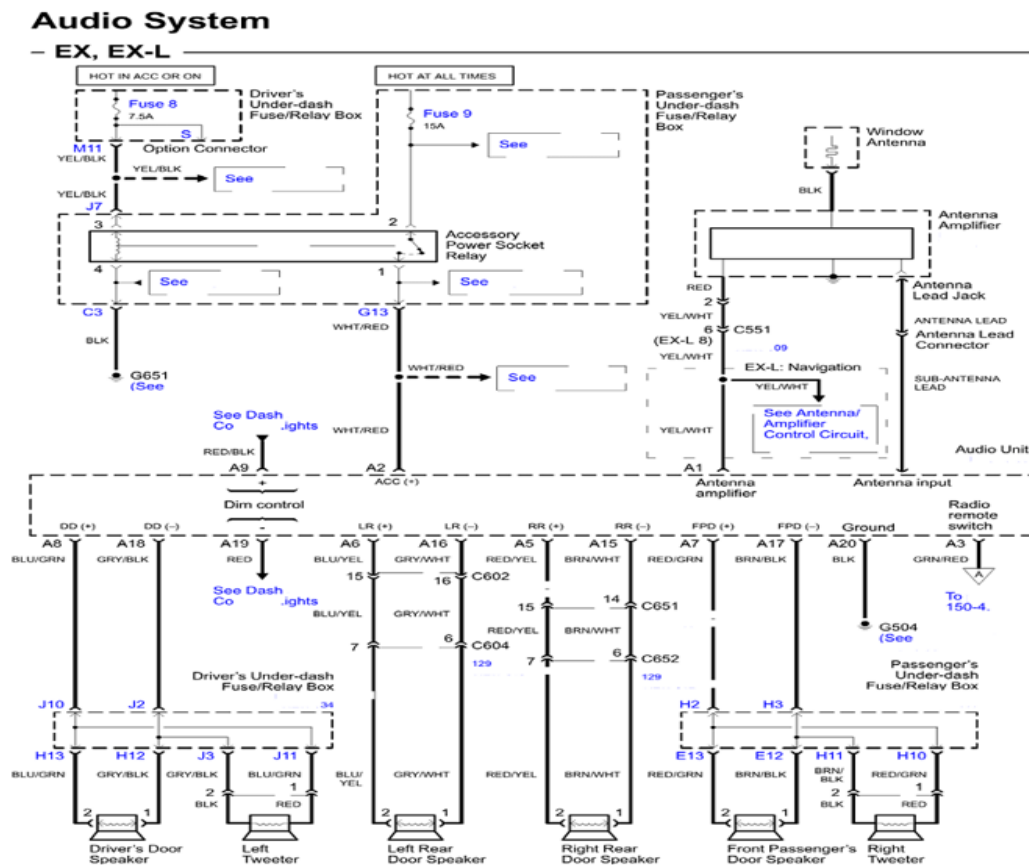 Audio System
EX, EX-L
HOT IN ACC OR ON
HOT AT ALL TIMES
Fuse 8
7.5A
S
Driver's
Under-dash
Fuse/Relay Box
Fuse 9
15A
Passenger's
Under-dash
Fuse/Relay
Box
M11
Option Connector
YEL/BLK
YEL/BLK
See
See
YEL/BLK
J7
3
2
Accessory
Power Socket
Relay
4
1
See
See
C3
G13
BLK
WHT/RED
G651
(See
WHT/RED
See
WHT/RED
Window
Antenna
BLK
Antenna
Amplifier
RED
2
Antenna
Lead Jack
YEL/WHT
6
C551
(EX-L 8)
09
ANTENNA LEAD
Antenna Lead
Connector
YEL/WHT
EX-L: Navigation
YEL/WHT
SUB-ANTENNA
LEAD
See Antenna/
Amplifier
Control Circuit,
YEL/WHT
See Dash
Co ights
RED/BLK
Audio Unit
A9
A2
A1
+
ACC (+)
Antenna
amplifier
Antenna input
Dim control
-
Radio
remote
switch
DD (+)
DD (–)
LR (+)
LR (–)
RR (+)
RR (–)
FPD (+)
FPD (–)
Ground
A8
A18
A19
A6
A16
A5
A15
A7
A17
A20
A3
BLU/GRN
GRY/BLK
RED
BLU/YEL
GRY/WHT
RED/YEL
BRN/WHT
RED/GRN
BRN/BLK
BLK
GRN/RED
15
16
C602
A
See Dash
Co ights
To
150-4.
15
14
C651
BLU/YEL
GRY/WHT
RED/YEL
BRN/WHT
G504
(See
7
6
C604
129
7
6
C652
129
Driver's Under-dash
Fuse/Relay Box
34
Passenger's
Under-dash
Fuse/Relay Box
J10
J2
H2
H3
H13
H12
J3
J11
E13
E12
H11
H10
BLU/GRN
GRY/BLK
GRY/BLK
BLU/GRN
BLU/
YEL
GRY/WHT
RED/YEL
BRN/WHT
RED/GRN
BRN/BLK
BRN/
BLK
RED/GRN
2
1
BLK
RED
2
1
BLK
RED
2
1
2
1
2
1
2
1
Driver's Door
Speaker
Left
Tweeter
Left Rear
Door Speaker
Right Rear
Door Speaker
Front Passenger's
Door Speaker
Right
Tweeter